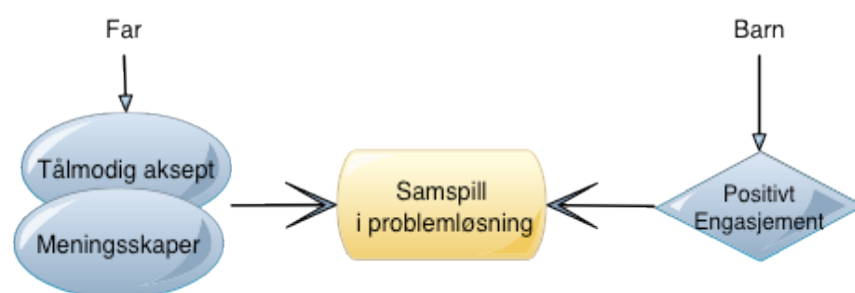 Far
Barn
Tålmodig aksept
Meningsskaper
Samspill
i problemløsning
Positivt
Engasjement